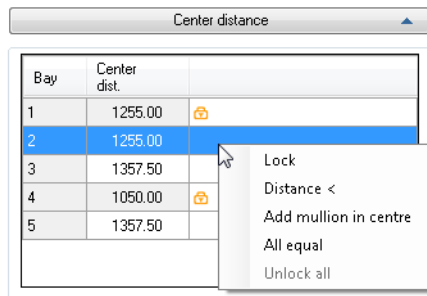 Center distance
Bay Center dist.
1 1255.00
2 1255.00
3 1357.50
4 1050.00
5 1357.50
Lock
Distance <
Add mullion in centre
All equal
Unlock all